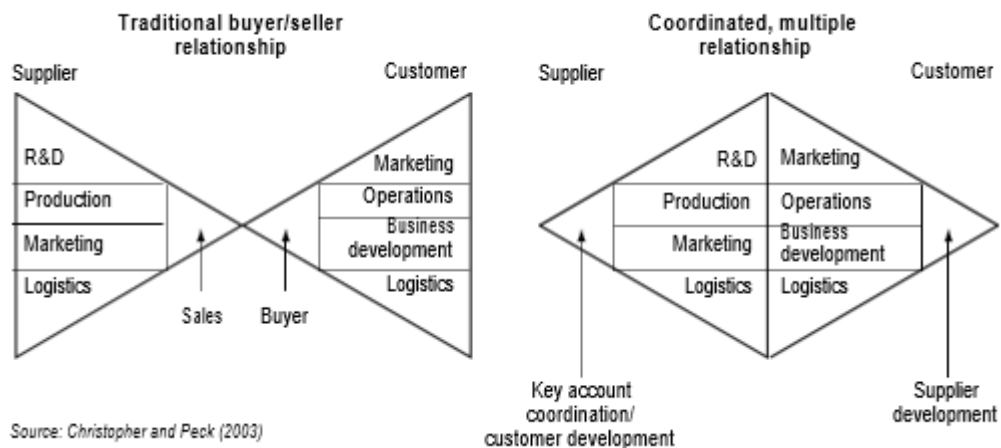 Traditional buyer/seller
relationship
Supplier
Customer
R&D
Production
Marketing
Logistics
Marketing
Operations
Business
development
Logistics
Sales
Buyer
Coordinated, multiple
relationship
Supplier
Customer
R&D
Production
Marketing
Logistics
Marketing
Operations
Business
development
Logistics
Key account
coordination/
customer development
Supplier
development
Source: Christopher and Peck (2003)